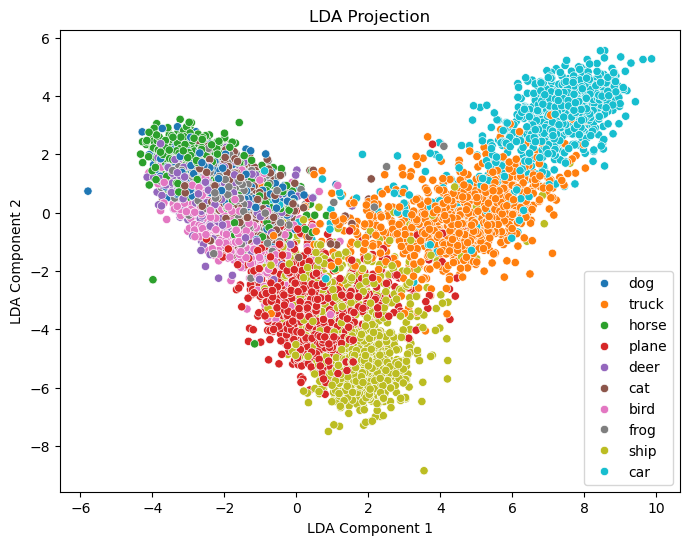 LDA Projection
6
4
2
0
−2
−4
−6
−8
LDA Component 2
−6
−4
−2
0
2
4
6
8
10
LDA Component 1
dog
truck
horse
plane
deer
cat
bird
frog
ship
car